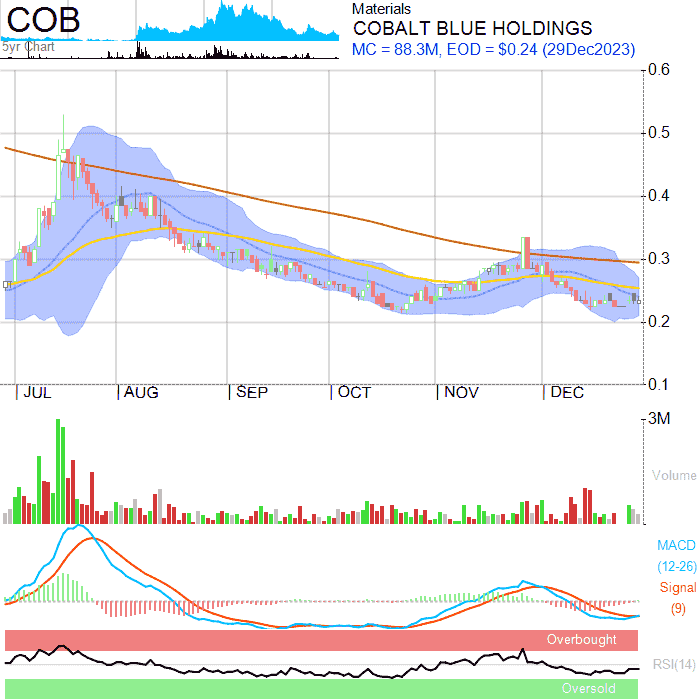 COB
5yr Chart
Materials
COBALT BLUE HOLDINGS
MC = 88.3M, EOD = $0.24 (29Dec2023)
0.6
0.5
0.4
0.3
0.2
0.1
JUL AUG SEP OCT NOV DEC
3M
Volume
MACD
(12-26)
Signal
(9)
Overbought
RSI(14)
Oversold